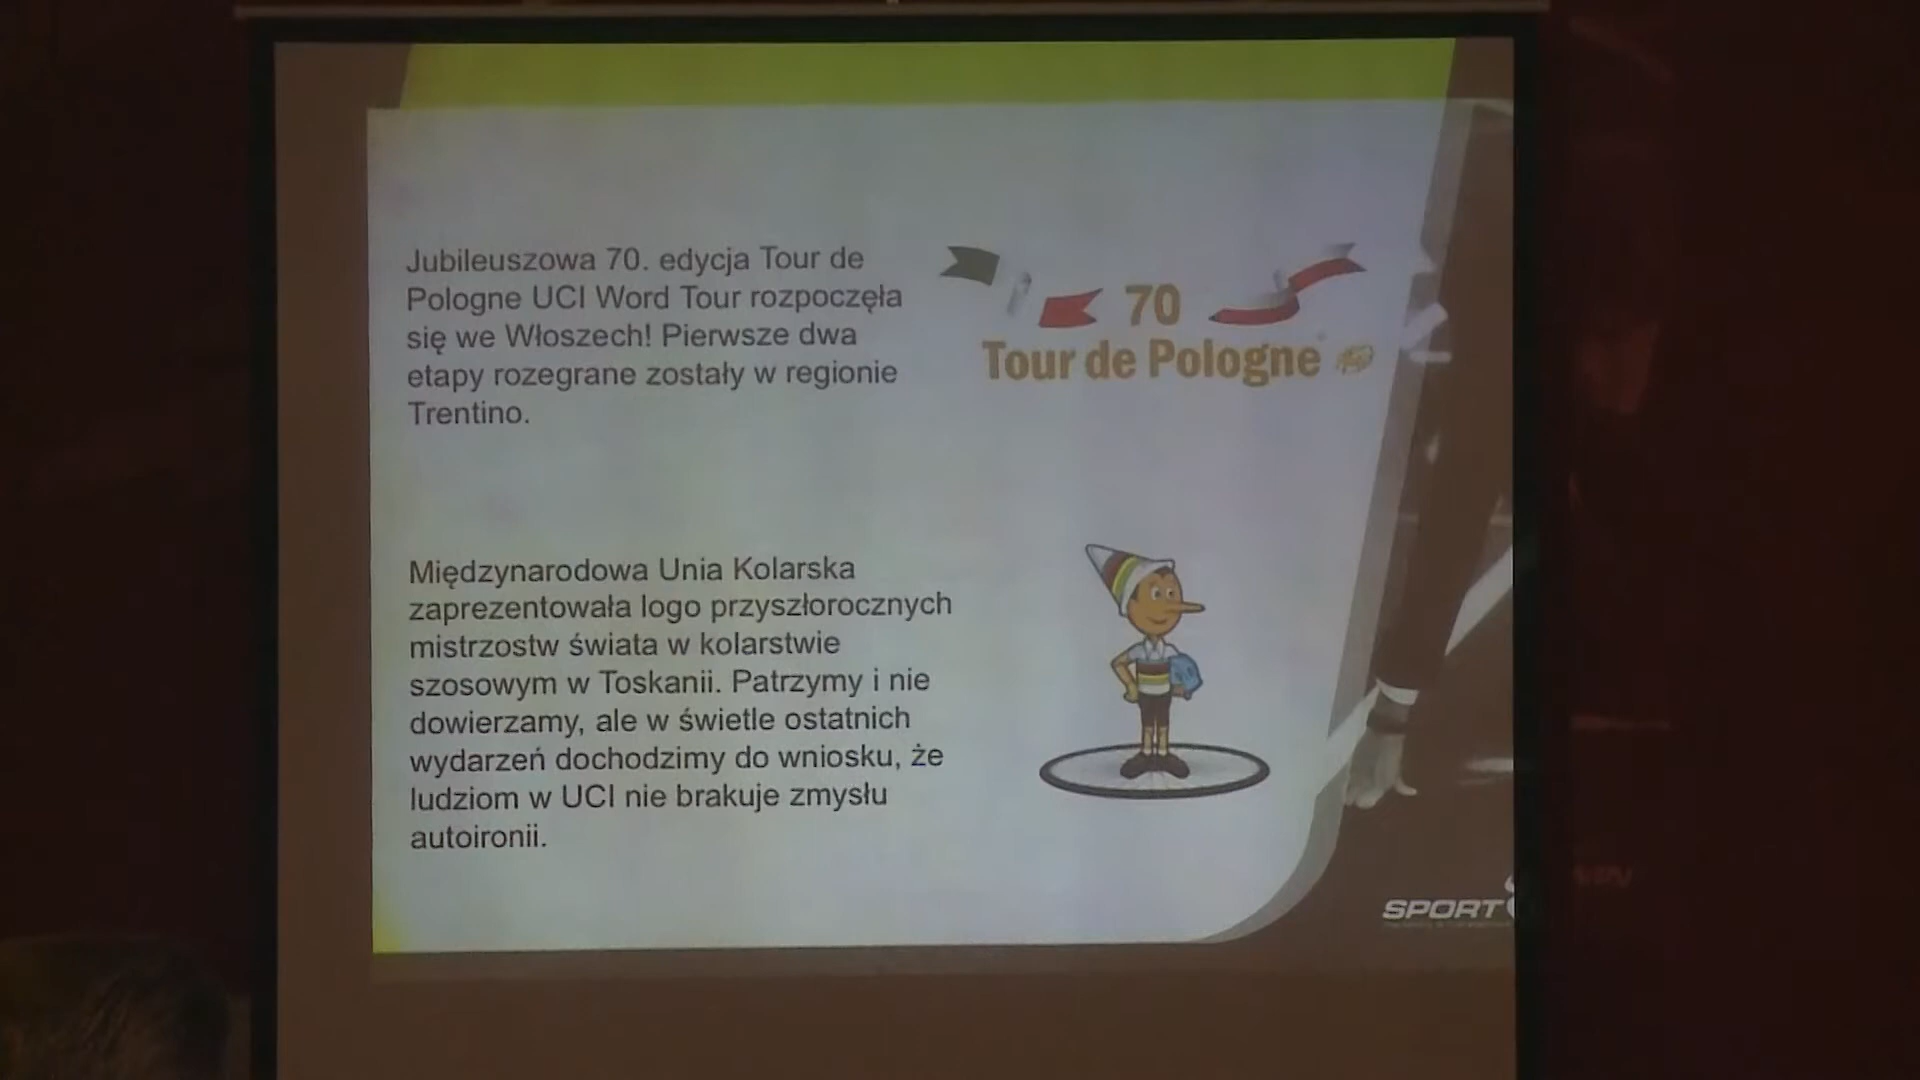 Jubileuszowa 70. edycja Tour de
Pologne UCI Word Tour rozpoczęła
się we Włoszech! Pierwsze dwa
etapy rozegrane zostały w regionie
Trentino.
70
Tour de Pologne
Międzynarodowa Unia Kolarska
zaprezentowała logo przyszłorocznych
mistrzostw świata w kolarstwie
szosowym w Toskanii. Patrzymy i nie
dowierzamy, ale w świetle ostatnich
wydarzeń dochodzimy do wniosku, że
ludziom w UCI nie brakuje zmysłu
autoironii.
SPORT